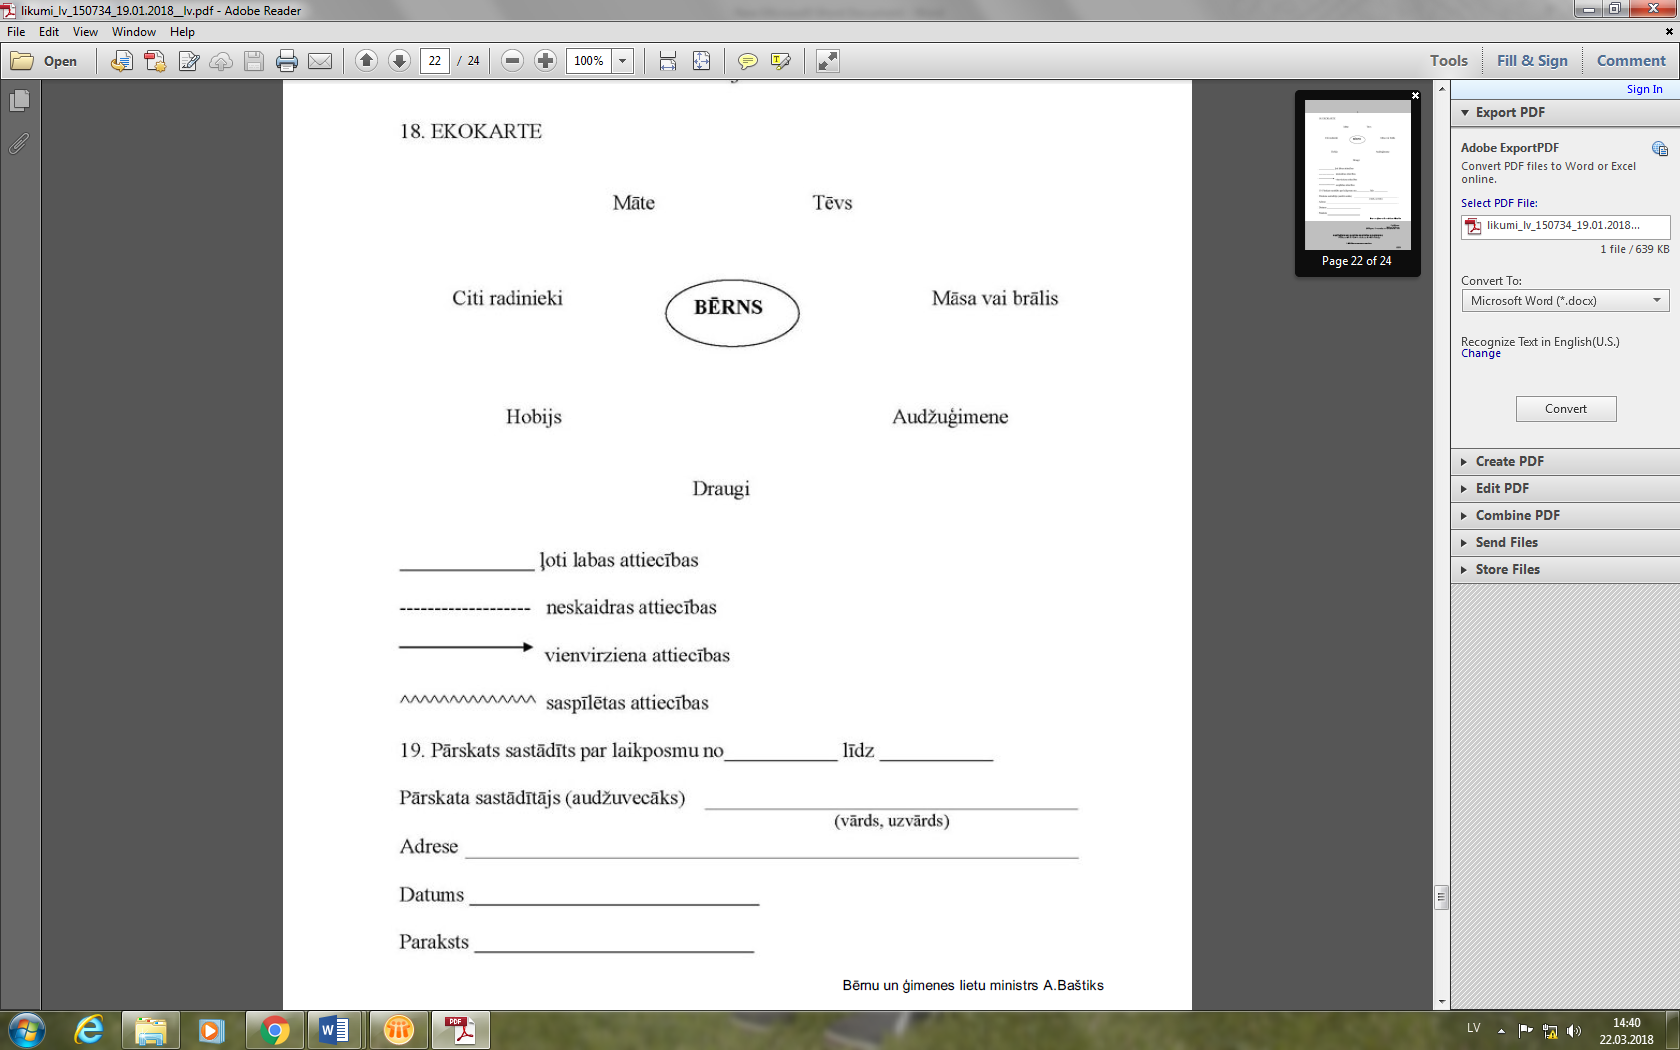 likumi_lv_150734_19.01.2018__lv.pdf - Adobe Reader
File Edit View Window Help
Open 22 / 24 100% Tools Fill & Sign Comment
Sign In
18. EKOKARTE
Māte Tēvs
Citi radinieki BĒRNS Māsa vai brālis
Hobijs Audžuģimene
Draugi
ļoti labas attiecības
------------------- neskaidras attiecības
vienvirziena attiecības
^^^^^^^^^^^^^^ saspīlētas attiecības
19. Pārskats sastādīts par laikposmu no___________ līdz ___________
Pārskata sastādītājs (audžuvecāks)
(vārds, uzvārds)
Adrese
Datums
Paraksts
Bērnu un ģimenes lietu ministrs A.Baštiks
Page 22 of 24
Export PDF
Adobe ExportPDF
Convert PDF files to Word or Excel
online.
Select PDF File:
likumi_lv_150734_19.01.2018...
1 file / 639 KB
Convert To:
Microsoft Word (*.docx)
Recognize Text in English(U.S.)
Change
Convert
Create PDF
Edit PDF
Combine PDF
Send Files
Store Files
LV
14:40
22.03.2018